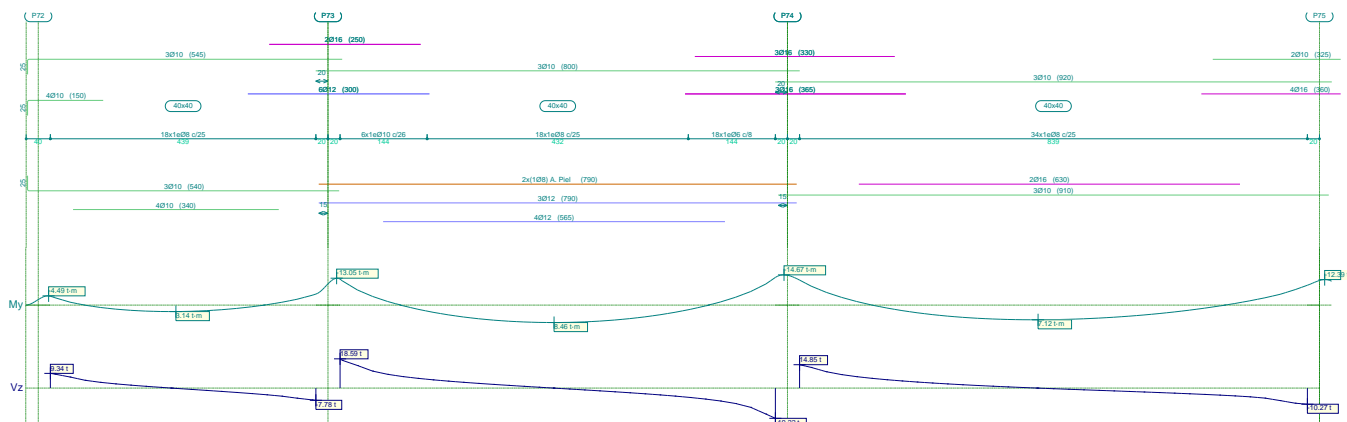 P72 P73 P74 P75
2Ø16 (250)
3Ø16 (330)
3Ø10 (545)
2Ø10 (325)
25
20
3Ø10 (800)
20
3Ø10 (920)
6Ø12 (300)
3Ø16 (365)
4Ø16 (360)
4Ø10 (150)
25
40x40
40x40
40x40
18x1eØ8 c/25
6x1eØ10 c/26
18x1eØ8 c/25
18x1eØ6 c/8
34x1eØ8 c/25
40 439 20 20 144 432 144 20 20 839 20
25
3Ø10 (540)
2x(1Ø8) A. Piel (790)
2Ø16 (630)
15
15
3Ø10 (910)
3Ø12 (790)
4Ø10 (340)
4Ø12 (565)
-13.05 t·m
-14.67 t·m
-12.39
-4.49 t·m
My
3.14 t·m
8.46 t·m
7.12 t·m
18.59 t
14.85 t
9.34 t
Vz
-7.78 t
-10.27 t